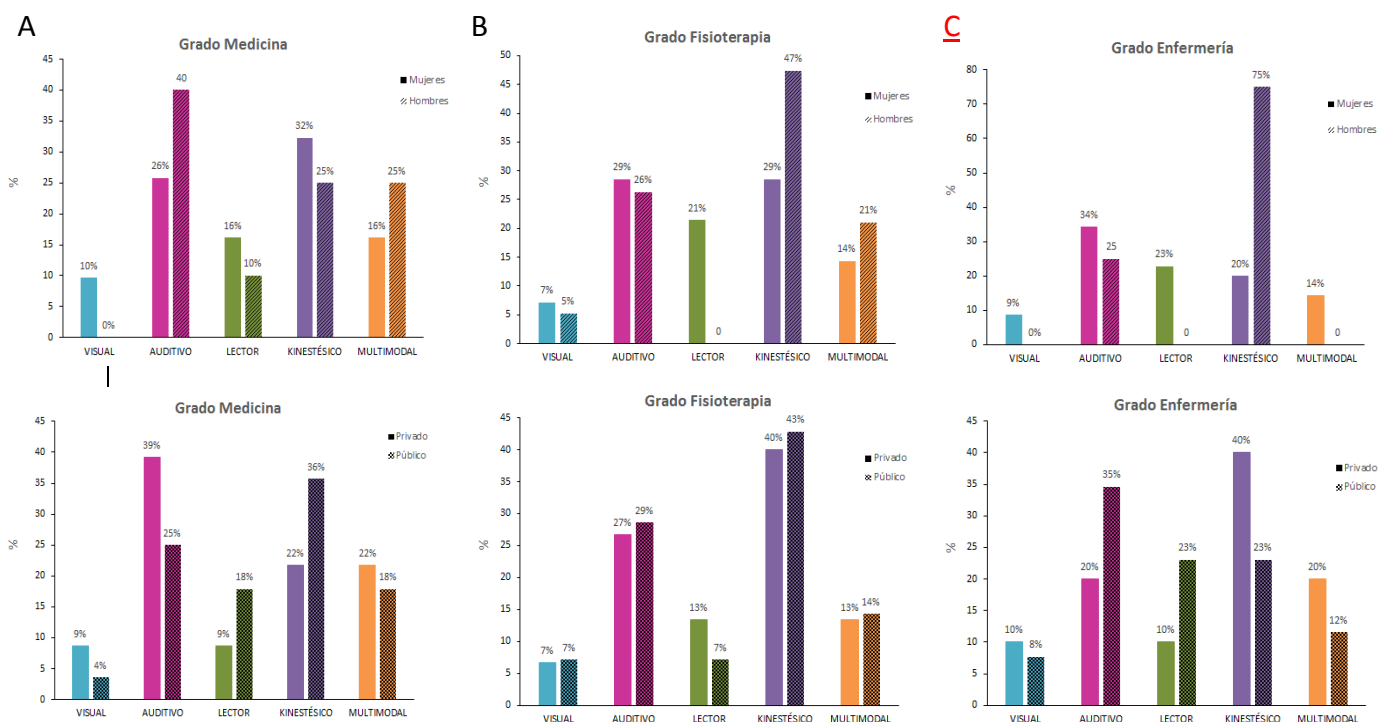 A
Grado Medicina
45
40
35
30
25
20
15
10
5
0
%
Mujeres
Hombres
10%
0%
26%
40
16%
10%
32%
25%
16%
25%
VISUAL
AUDITIVO
LECTOR
KINESTÉSICO
MULTIMODAL
B
Grado Fisioterapia
50
45
40
35
30
25
20
15
10
5
0
%
Mujeres
Hombres
7%
5%
29%
26%
21%
0
29%
47%
14%
21%
VISUAL
AUDITIVO
LECTOR
KINESTÉSICO
MULTIMODAL
C
Grado Enfermería
80
70
60
50
40
30
20
10
0
%
Mujeres
Hombres
9%
0%
34%
25
23%
0
20%
75%
14%
0
VISUAL
AUDITIVO
LECTOR
KINESTÉSICO
MULTIMODAL
Grado Medicina
45
40
35
30
25
20
15
10
5
0
%
Privado
Público
9%
4%
39%
25%
9%
18%
22%
36%
22%
18%
VISUAL
AUDITIVO
LECTOR
KINESTÉSICO
MULTIMODAL
Grado Fisioterapia
45
40
35
30
25
20
15
10
5
0
%
Privado
Público
7%
7%
27%
29%
13%
7%
40%
43%
13%
14%
VISUAL
AUDITIVO
LECTOR
KINESTÉSICO
MULTIMODAL
Grado Enfermería
45
40
35
30
25
20
15
10
5
0
%
Privado
Público
10%
8%
20%
35%
10%
23%
40%
23%
20%
12%
VISUAL
AUDITIVO
LECTOR
KINESTÉSICO
MULTIMODAL